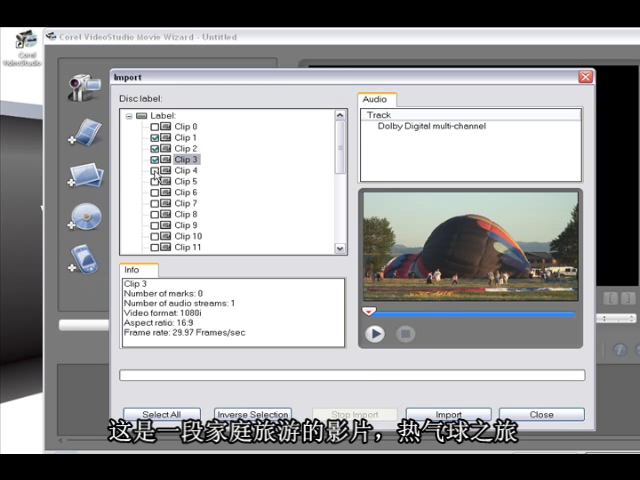 Corel VideoStudio Movie Wizard - Untitled
Corel
VideoStudio
Import
Disc label:
Label:
Clip 0
Clip 1
Clip 2
Clip 3
Clip 4
Clip 5
Clip 6
Clip 7
Clip 8
Clip 9
Clip 10
Clip 11
Audio
Track
Dolby Digital multi-channel
Info
Clip 3
Number of marks: 0
Number of audio streams: 1
Video format: 1080i
Aspect ratio: 16:9
Frame rate: 29.97 Frames/sec
Select All
Inverse Selection
Stop Import
Import
Close
这是一段家庭旅游的影片，热气球之旅